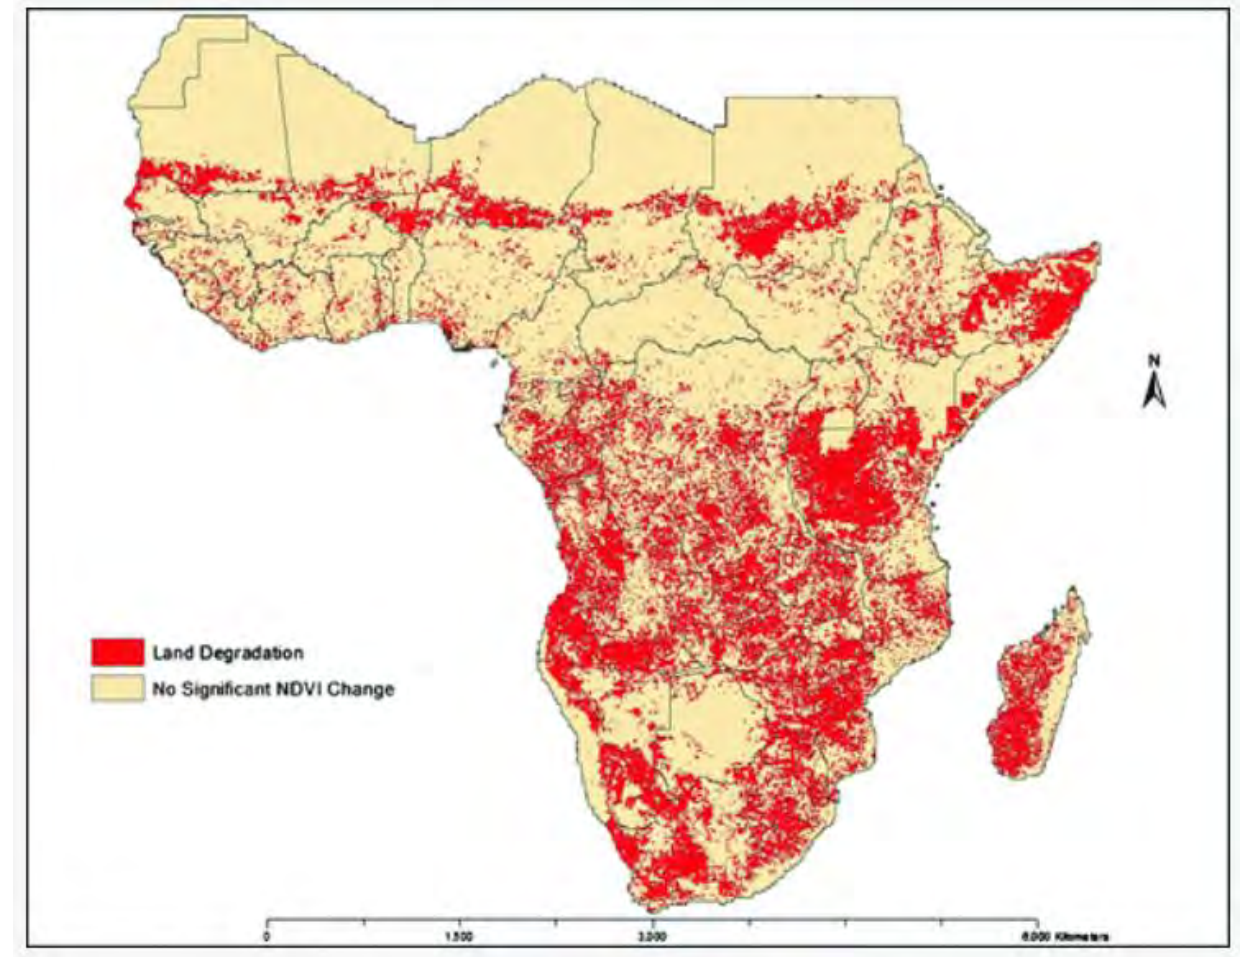 N
Land Degradation
No Significant NDVI Change
0 1,500 3,000 6,000 Kilometers